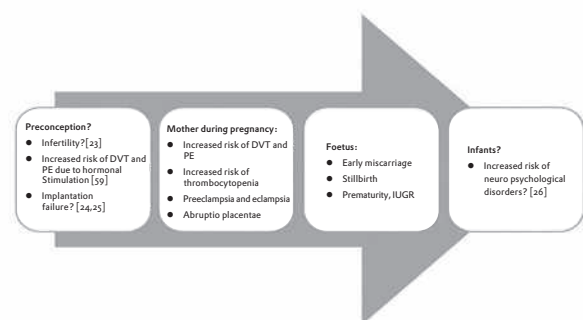 Preconception?
● Infertility?[23]
● Increased risk of DVT and
PE due to hormonal
Stimulation [59]
● Implantation
failure? [24,25]
Mother during pregnancy:
● Increased risk of DVT and
PE
● Increased risk of
thrombocytopenia
● Preeclampsia and eclampsia
● Abruptio placentae
Foetus:
● Early miscarriage
● Stillbirth
● Prematurity, IUGR
Infants?
● Increased risk of
neuro psychological
disorders? [26]